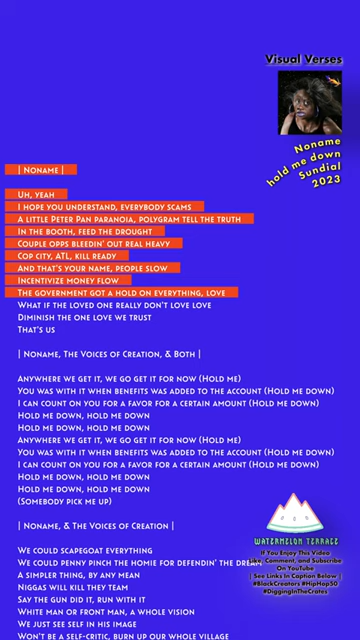 Visual Verses
Noname
hold me down
Sundial
2023
| Noname |
Uh, yeah
I hope you understand, everybody scams
A little Peter Pan paranoia, polygram tell the truth
In the booth, feed the drought
Couple opps bleedin' out real heavy
Cop city, ATL, kill ready
And that's your name, people slow
Incentivize money flow
The government got a hold on everything, love
What if the loved one really don't love love
Diminish the one love we trust
That's us
| Noname, The Voices of Creation, & Both |
Anywhere we get it, we go get it for now (Hold me)
You was with it when benefits was added to the account (Hold me down)
I can count on you for a favor for a certain amount (Hold me down)
Hold me down, hold me down
Hold me down, hold me down
Anywhere we get it, we go get it for now (Hold me)
You was with it when benefits was added to the account (Hold me down)
I can count on you for a favor for a certain amount (Hold me down)
Hold me down, hold me down
Hold me down, hold me down
(Somebody pick me up)
| Noname, & The Voices of Creation |
We could scapegoat everything
We could penny pinch the homie for defendin' the
A simpler thing, by any mean
Niggas will kill they team
Say the gun did it, run with it
White man or front man, a whole vision
We just see self in his image
Won't be a self-critic, burn up our whole village
WATERMELON TERRACE
If You Enjoy This Video
Like, Comment, and Subscribe
On YouTube
| See Links In Caption Below |
#BlackCreators #HipHop50
#DiggingInTheCrates